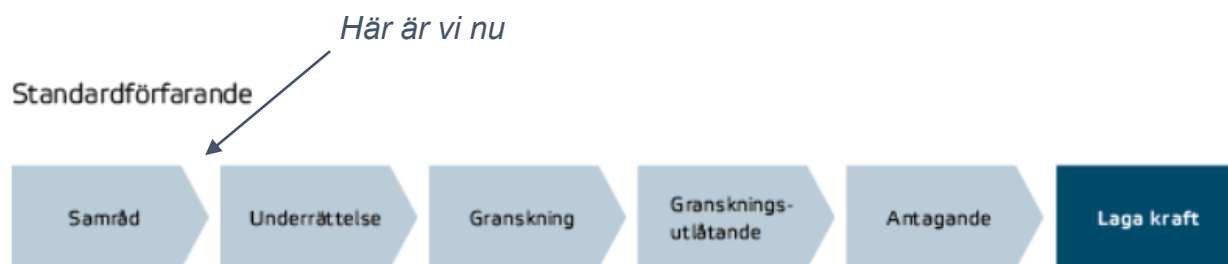 Här är vi nu
Standardförfarande
Samråd
Underrättelse
Granskning
Gransknings-
utlåtande
Antagande
Laga kraft